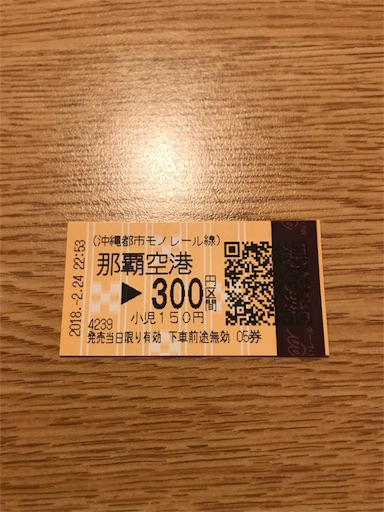 (沖縄都市モノレール線)
那覇空港
▶300円区間
小児150円
4239
発売当日限り有効 下車前途無効 05券
2018.-2.24 22:53